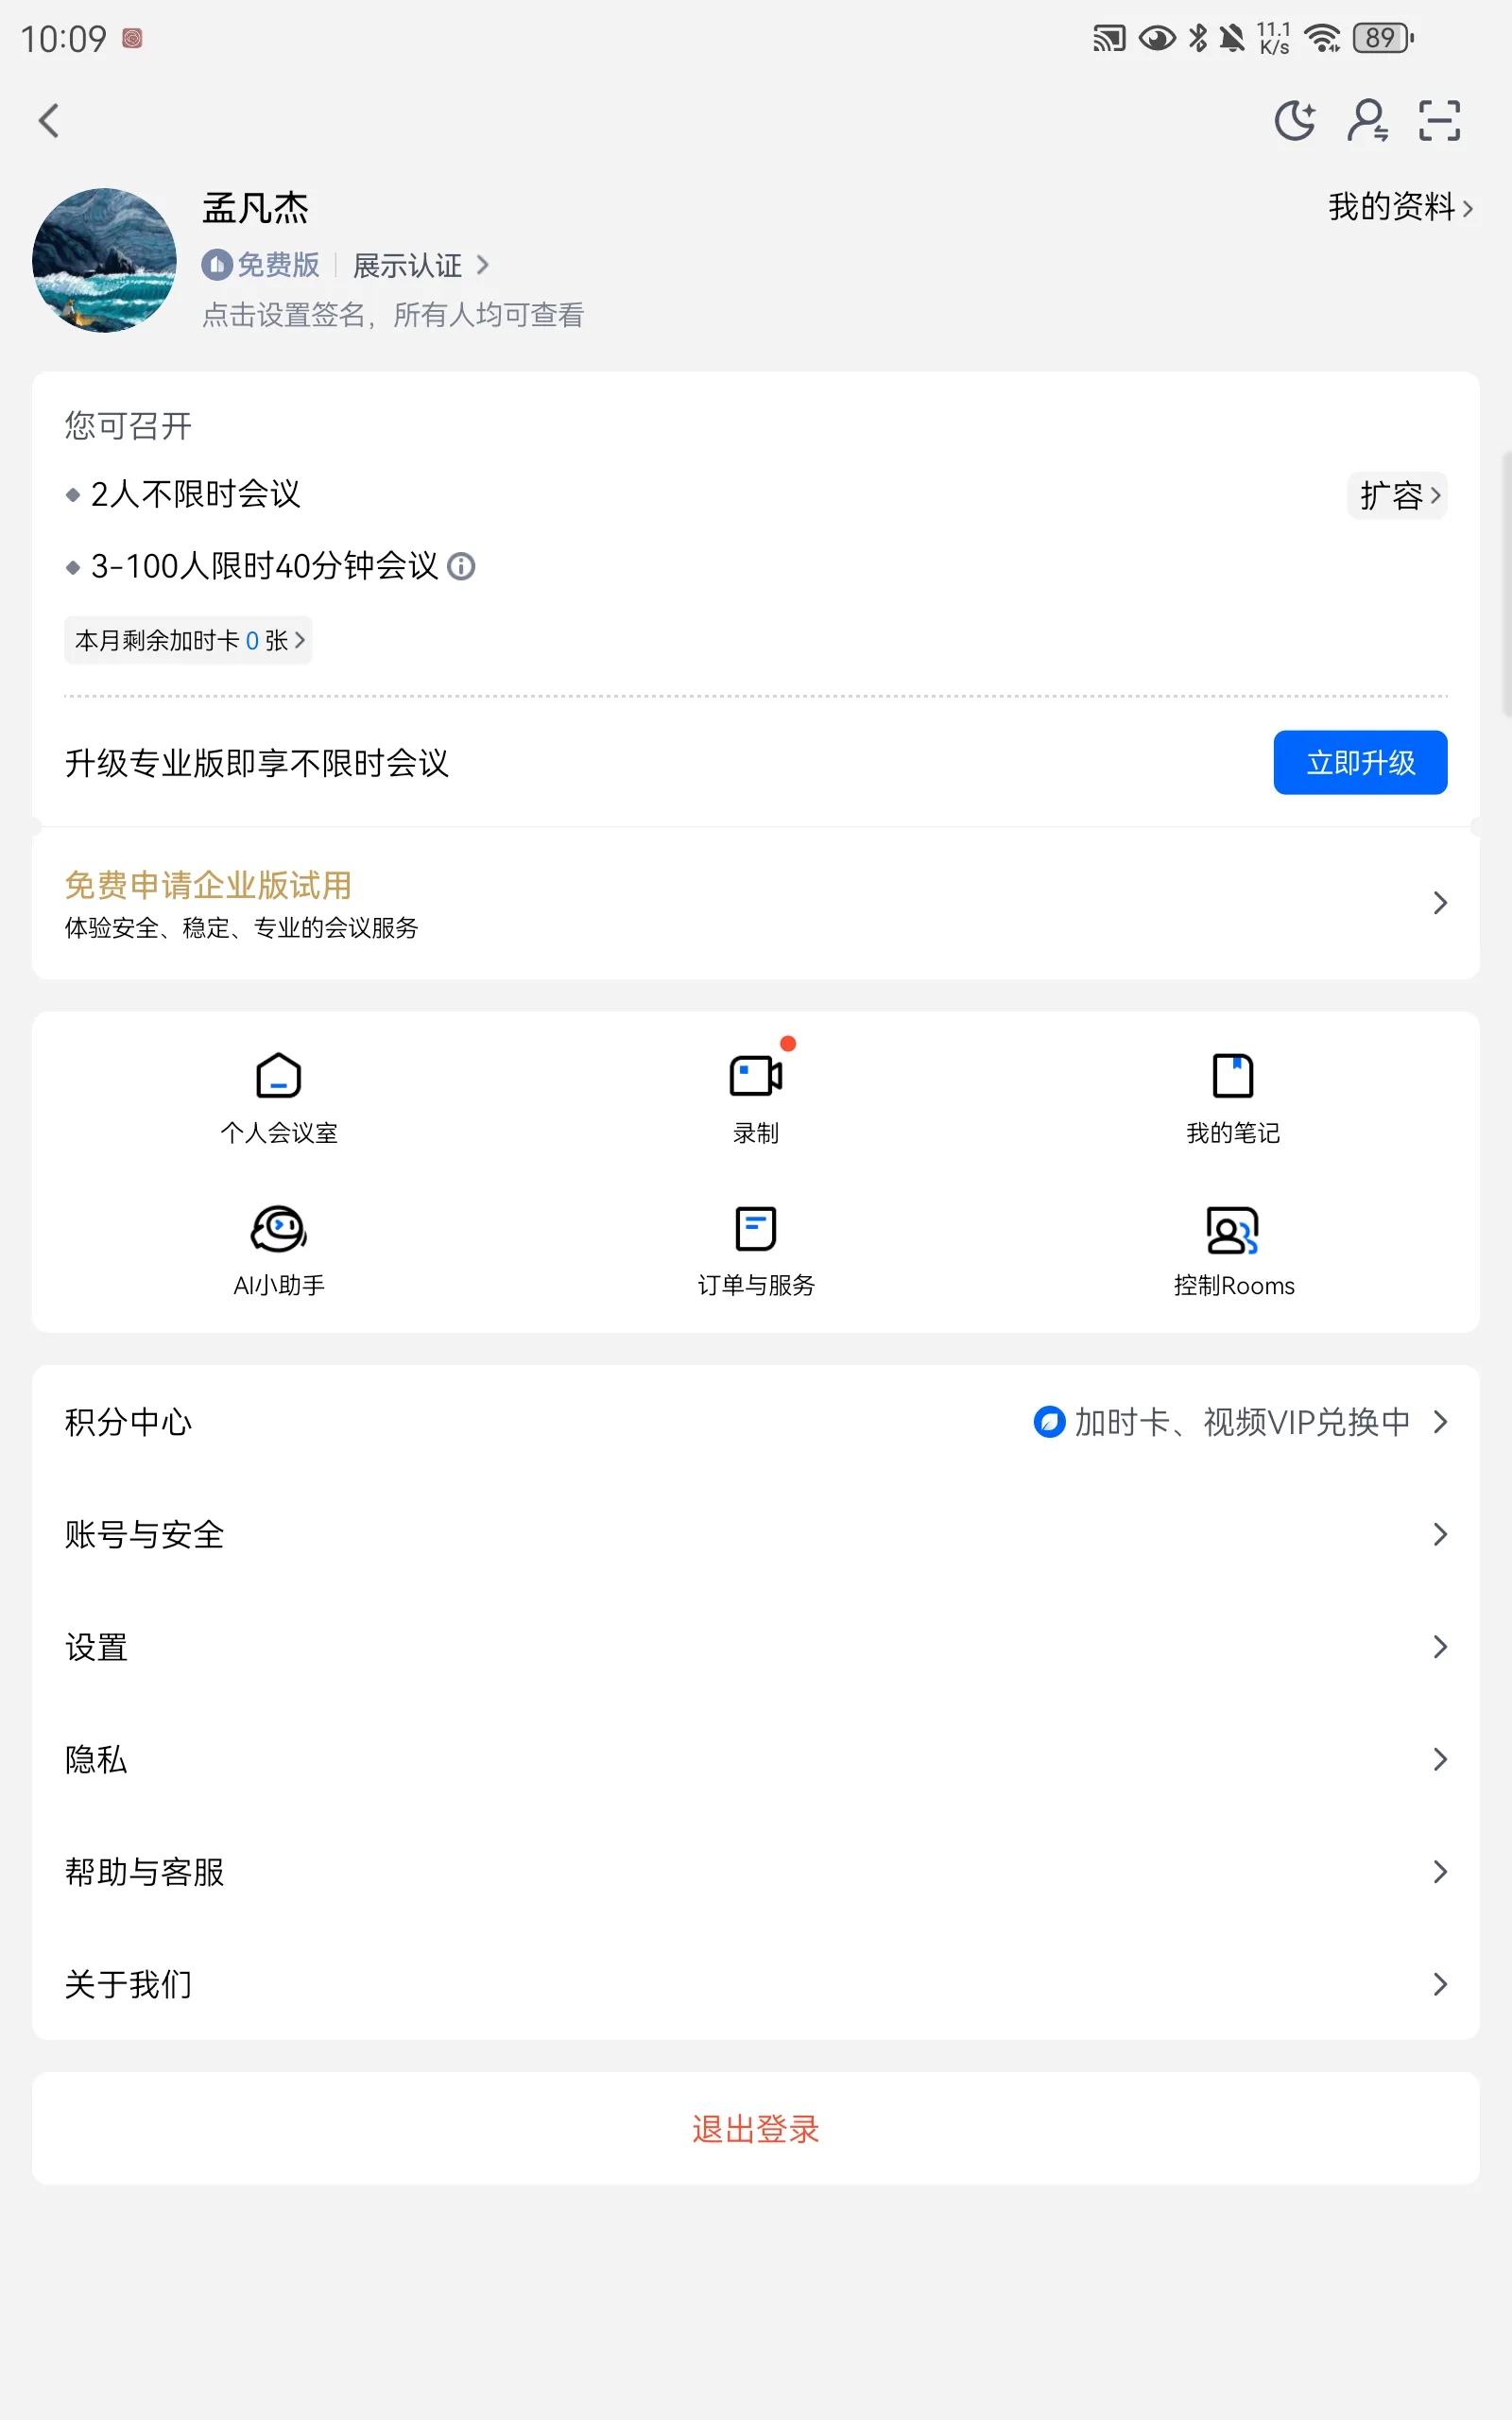 10:09
11.1
K/s
89
孟凡杰
我的资料
免费版
展示认证
点击设置签名，所有人均可查看
您可召开
2人不限时会议
扩容
3-100人限时40分钟会议
本月剩余加时卡 0 张
升级专业版即享不限时会议
立即升级
免费申请企业版试用
体验安全、稳定、专业的会议服务
个人会议室
录制
我的笔记
AI小助手
订单与服务
控制Rooms
积分中心
加时卡、视频VIP兑换中
账号与安全
设置
隐私
帮助与客服
关于我们
退出登录